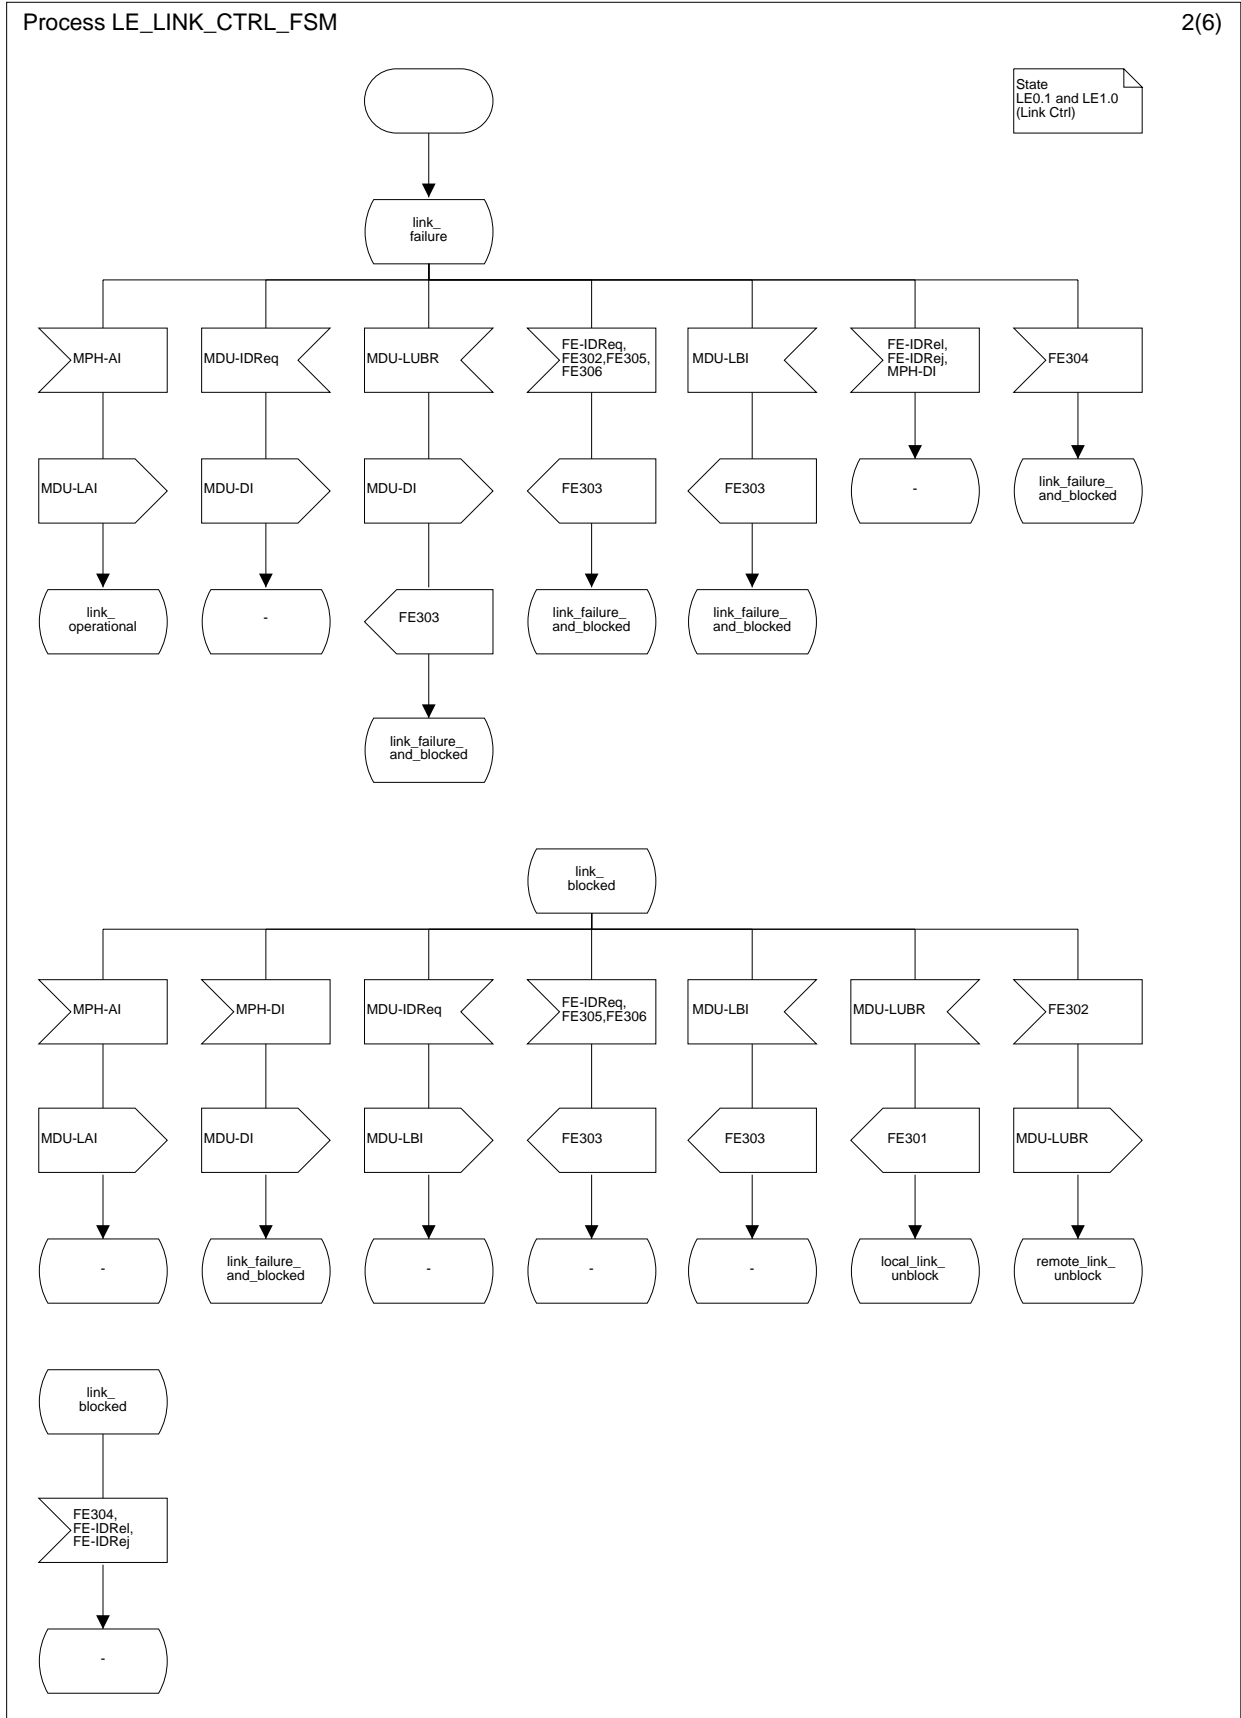 Process LE_LINK_CTRL_FSM
2(6)
State
LE0.1 and LE1.0
(Link Ctrl)
link_
failure
MPH-AI
MDU-IDReq
MDU-LUBR
FE-IDReq,
FE302,FE305,
FE306
MDU-LBI
FE-IDRel,
FE-IDRej,
MPH-DI
FE304
MDU-LAI
MDU-DI
MDU-DI
FE303
FE303
-
link_failure_
and_blocked
link_
operational
-
FE303
link_failure_
and_blocked
link_failure_
and_blocked
link_failure_
and_blocked
link_
blocked
MPH-AI
MPH-DI
MDU-IDReq
FE-IDReq,
FE305,FE306
MDU-LBI
MDU-LUBR
FE302
MDU-LAI
MDU-DI
MDU-LBI
FE303
FE303
FE301
MDU-LUBR
-
link_failure_
and_blocked
-
-
-
local_link_
unblock
remote_link_
unblock
link_
blocked
FE304,
FE-IDRel,
FE-IDRej
-